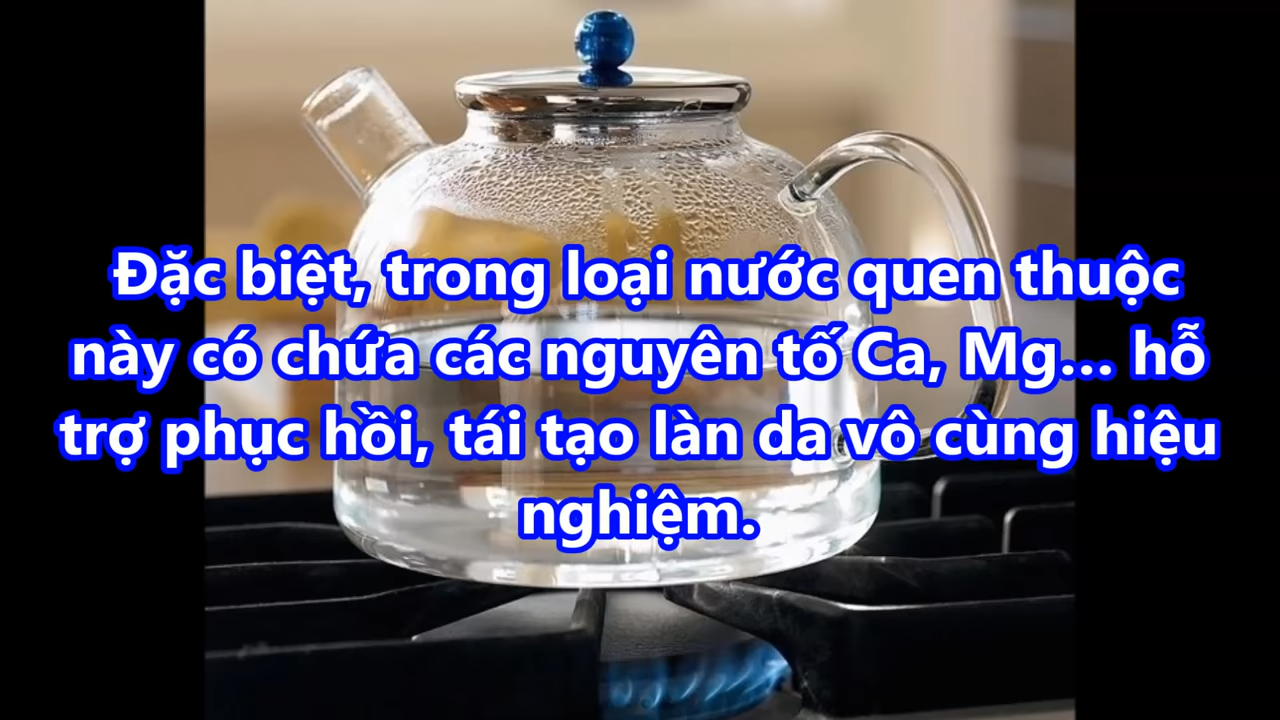 Đặc biệt, trong loại nước quen thuộc
này có chứa các nguyên tố Ca, Mg... hỗ
trợ phục hồi, tái tạo làn da vô cùng hiệu
nghiệm.